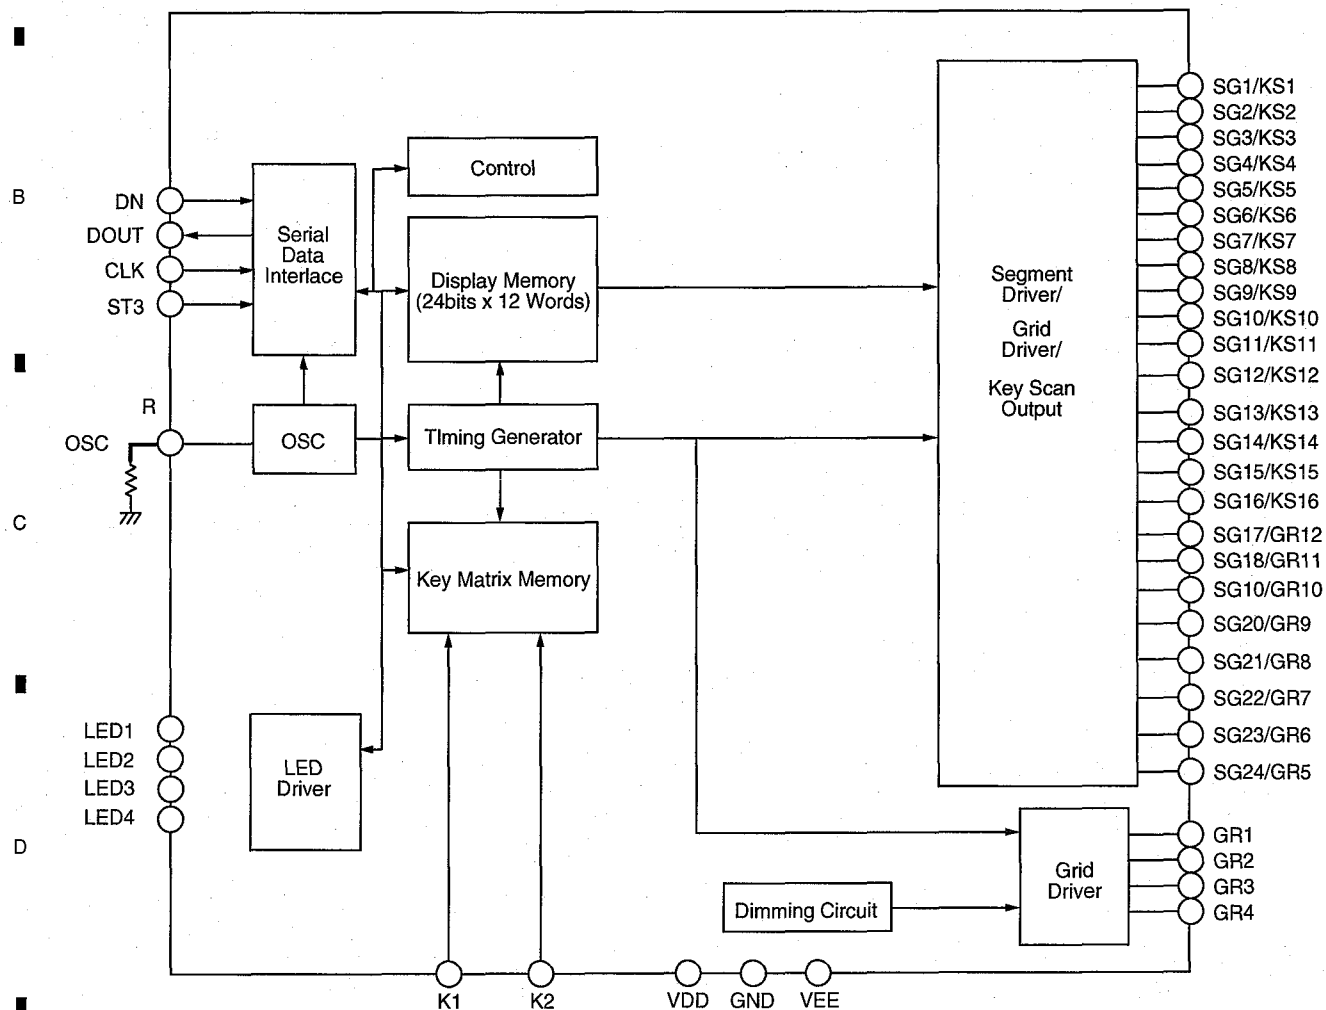 B
C
D
DN
DOUT
CLK
ST3
R
OSC
LED1
LED2
LED3
LED4
Serial
Data
Interlace
OSC
LED
Driver
Control
Display Memory
(24bits x 12 Words)
TIming Generator
Key Matrix Memory
Segment
Driver/
Grid
Driver/
Key Scan
Output
Dimming Circuit
Grid
Driver
SG1/KS1
SG2/KS2
SG3/KS3
SG4/KS4
SG5/KS5
SG6/KS6
SG7/KS7
SG8/KS8
SG9/KS9
SG10/KS10
SG11/KS11
SG12/KS12
SG13/KS13
SG14/KS14
SG15/KS15
SG16/KS16
SG17/GR12
SG18/GR11
SG10/GR10
SG20/GR9
SG21/GR8
SG22/GR7
SG23/GR6
SG24/GR5
GR1
GR2
GR3
GR4
K1
K2
VDD
GND
VEE